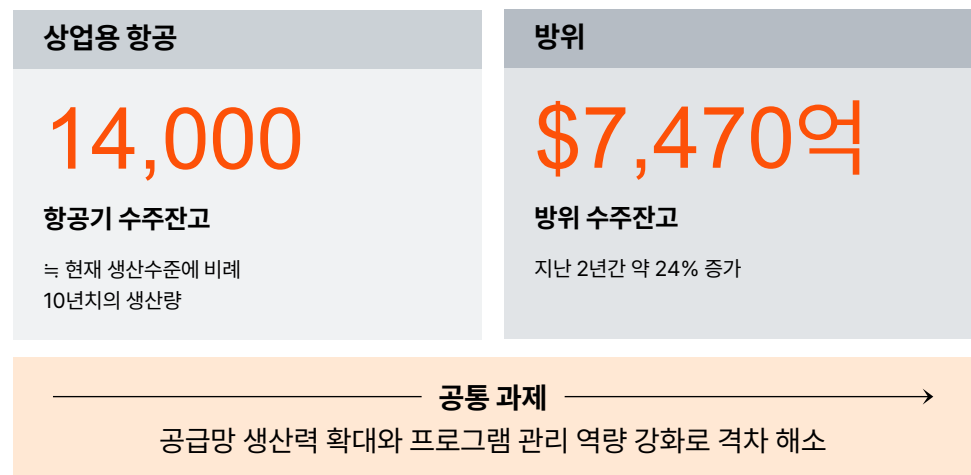 상업용 항공
14,000
항공기 수주잔고
≒ 현재 생산수준에 비례
10년치의 생산량
방위
$7,470억
방위 수주잔고
지난 2년간 약 24% 증가
공통 과제
공급망 생산력 확대와 프로그램 관리 역량 강화로 격차 해소